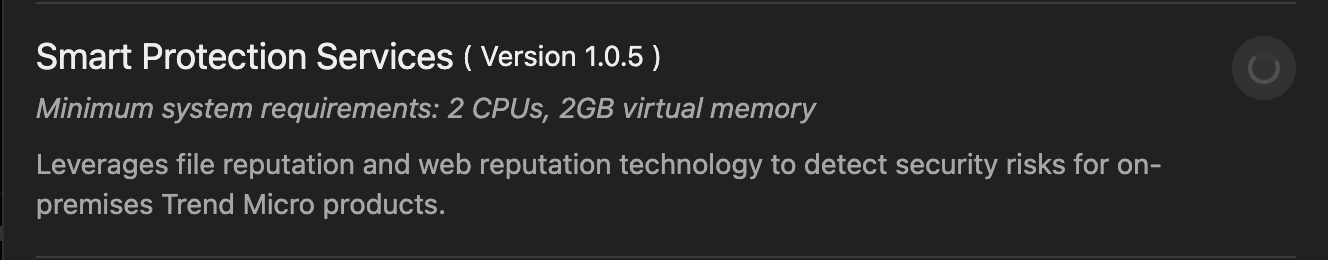 Smart Protection Services ( Version 1.0.5 )
Minimum system requirements: 2 CPUs, 2GB virtual memory
Leverages file reputation and web reputation technology to detect security risks for on-
premises Trend Micro products.